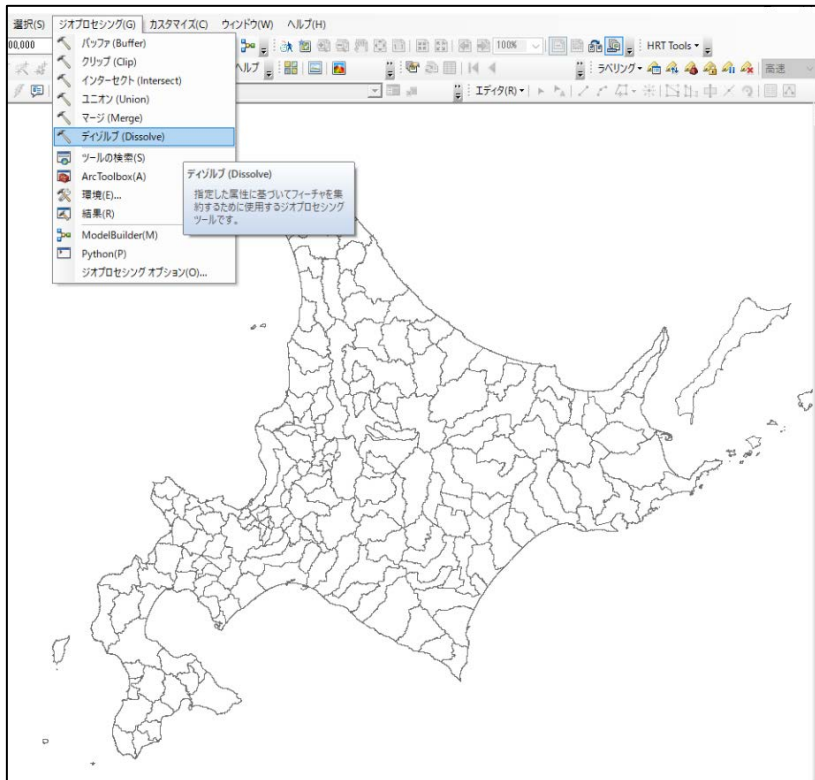 選択(S) ジオプロセシング(G) カスタマイズ(C) ウィンドウ(W) ヘルプ(H)
00,000 100% HRT Tools
バッファ (Buffer)
クリップ (Clip)
ヘルプ ラベリング 高速
インターセクト (Intersect)
ユニオン (Union)
エディタ(R)
マージ (Merge)
ディゾルブ (Dissolve)
ツールの検索(S)
ArcToolbox(A)
環境(E)...
結果(R)
ModelBuilder(M)
Python(P)
ジオプロセシング オプション(O)...
ディゾルブ (Dissolve)
指定した属性に基づいてフィーチャを集
約するために使用するジオプロセシング
ツールです。